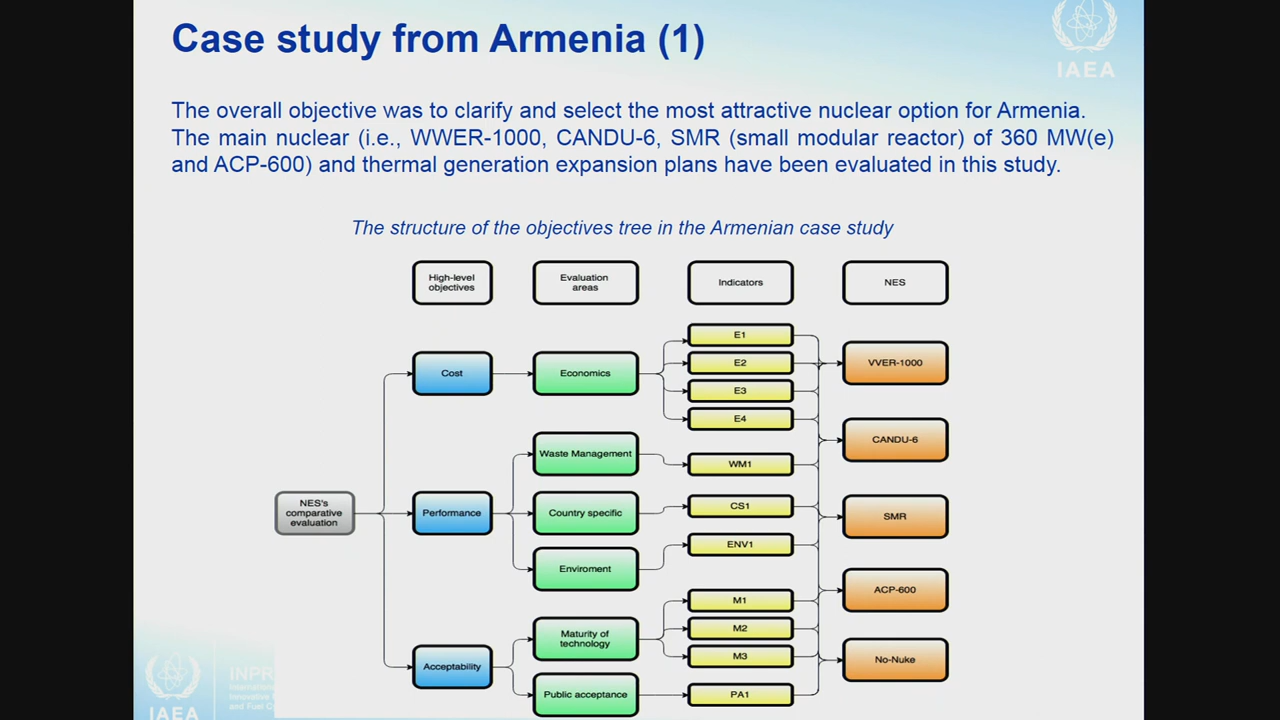 Case study from Armenia (1)
IAEA
The overall objective was to clarify and select the most attractive nuclear option for Armenia.
The main nuclear (i.e., WWER-1000, CANDU-6, SMR (small modular reactor) of 360 MW(e)
and ACP-600) and thermal generation expansion plans have been evaluated in this study.
The structure of the objectives tree in the Armenian case study
High-level
objectives
Evaluation
areas
Indicators
NES
NES's
comparative
evaluation
Cost
Performance
Acceptability
Economics
Waste Management
Country specific
Enviroment
Maturity of
technology
Public acceptance
E1
E2
E3
E4
WM1
CS1
ENV1
M1
M2
M3
PA1
VVER-1000
CANDU-6
SMR
ACP-600
No-Nuke
IAEA
INPR
and Fuel C